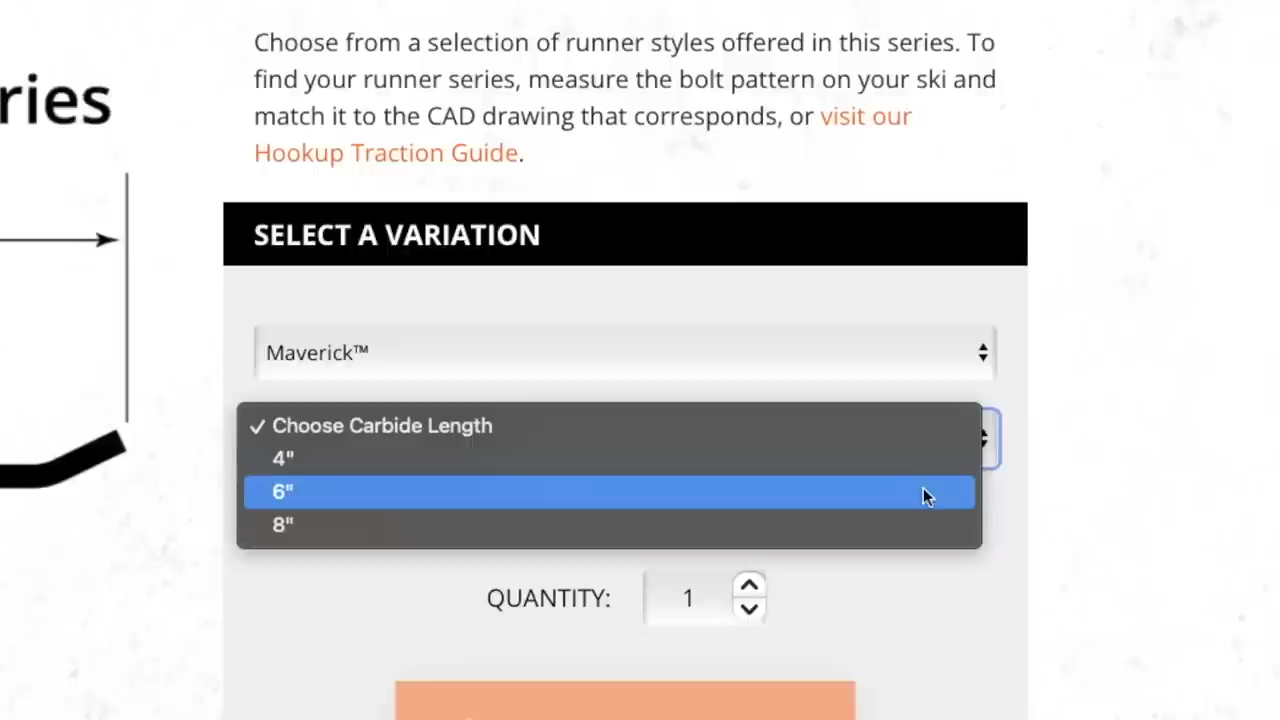 Choose from a selection of runner styles offered in this series. To
find your runner series, measure the bolt pattern on your ski and
match it to the CAD drawing that corresponds, or visit our
Hookup Traction Guide.
ries
SELECT A VARIATION
Maverick™
✓ Choose Carbide Length
4"
6"
8"
QUANTITY: 1